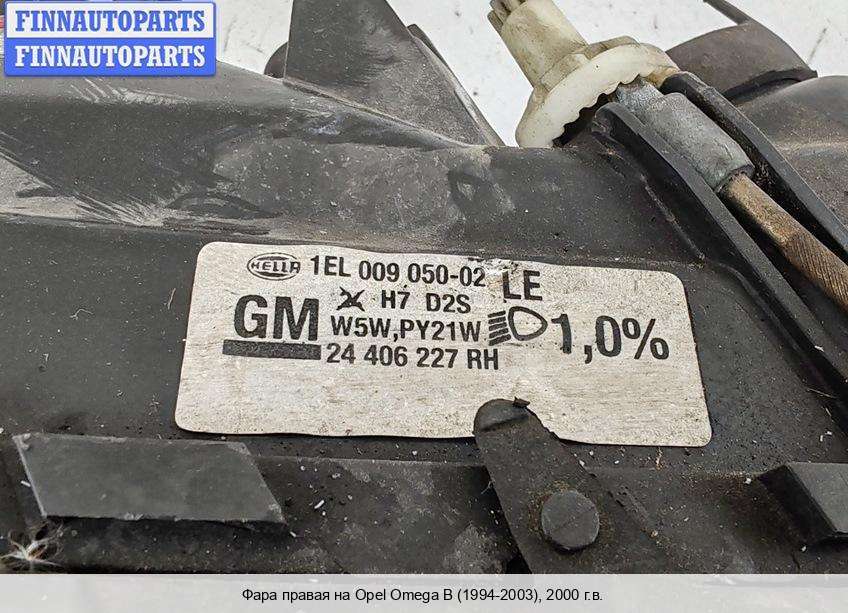 FINNAUTOPARTS
FINNAUTOPARTS
HELLA 1EL 009 050-02 LE
H7 D2S
GM W5W,PY21W 1,0%
24 406 227 RH
Фара правая на Opel Omega B (1994-2003), 2000 г.в.